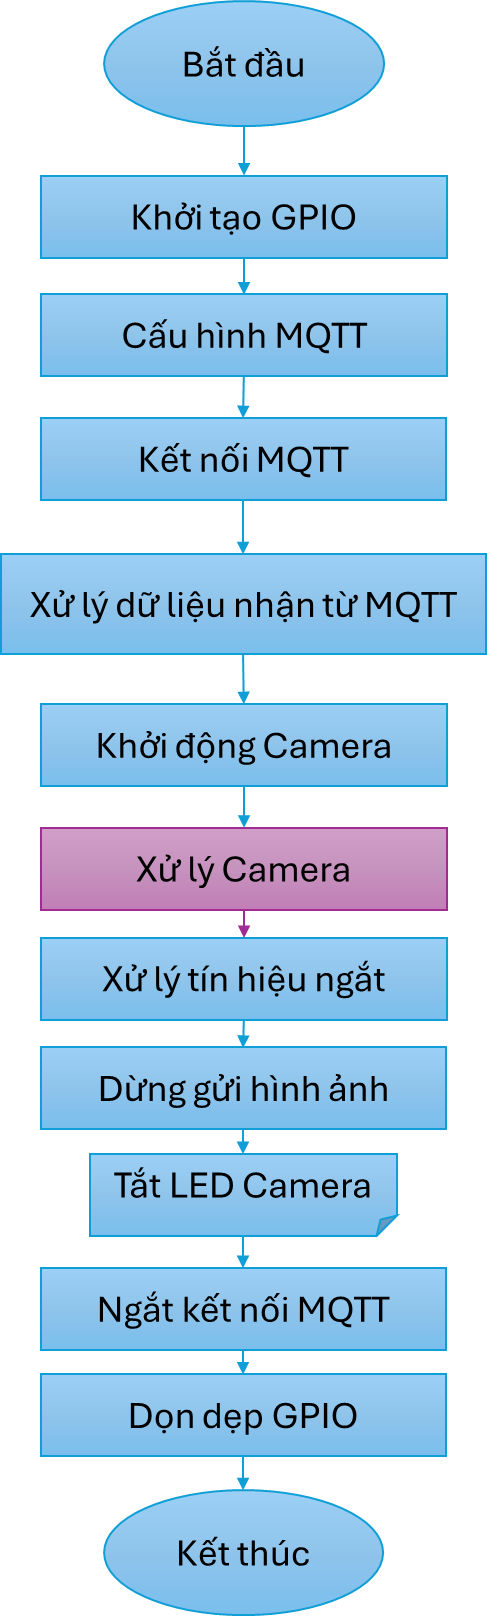 Bắt đầu
Khởi tạo GPIO
Cấu hình MQTT
Kết nối MQTT
Xử lý dữ liệu nhận từ MQTT
Khởi động Camera
Xử lý Camera
Xử lý tín hiệu ngắt
Dừng gửi hình ảnh
Tắt LED Camera
Ngắt kết nối MQTT
Dọn dẹp GPIO
Kết thúc